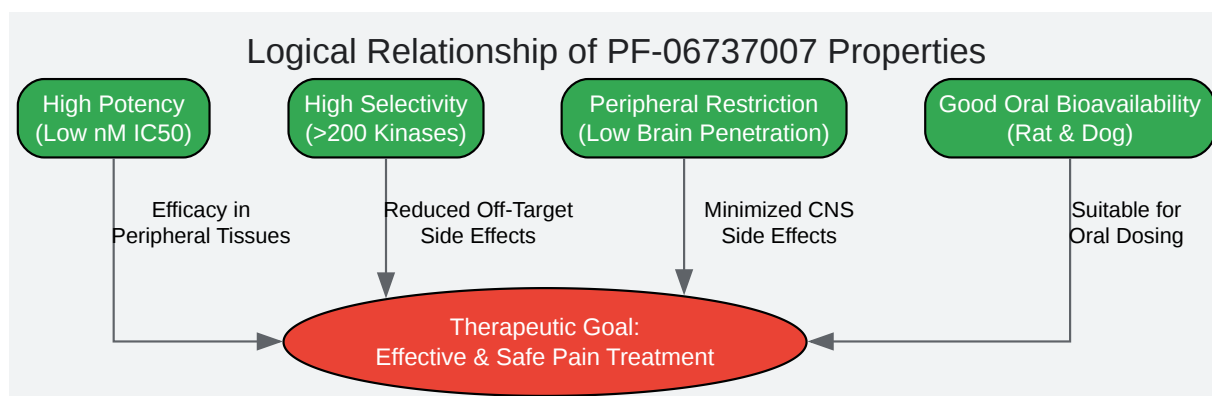 Logical Relationship of PF-06737007 Properties
High Potency
(Low nM IC50)
High Selectivity
(>200 Kinases)
Peripheral Restriction
(Low Brain Penetration)
Good Oral Bioavailability
(Rat & Dog)
Efficacy in
Peripheral Tissues
Reduced Off-Target
Side Effects
Minimized CNS
Side Effects
Suitable for
Oral Dosing
Therapeutic Goal:
Effective & Safe Pain Treatment